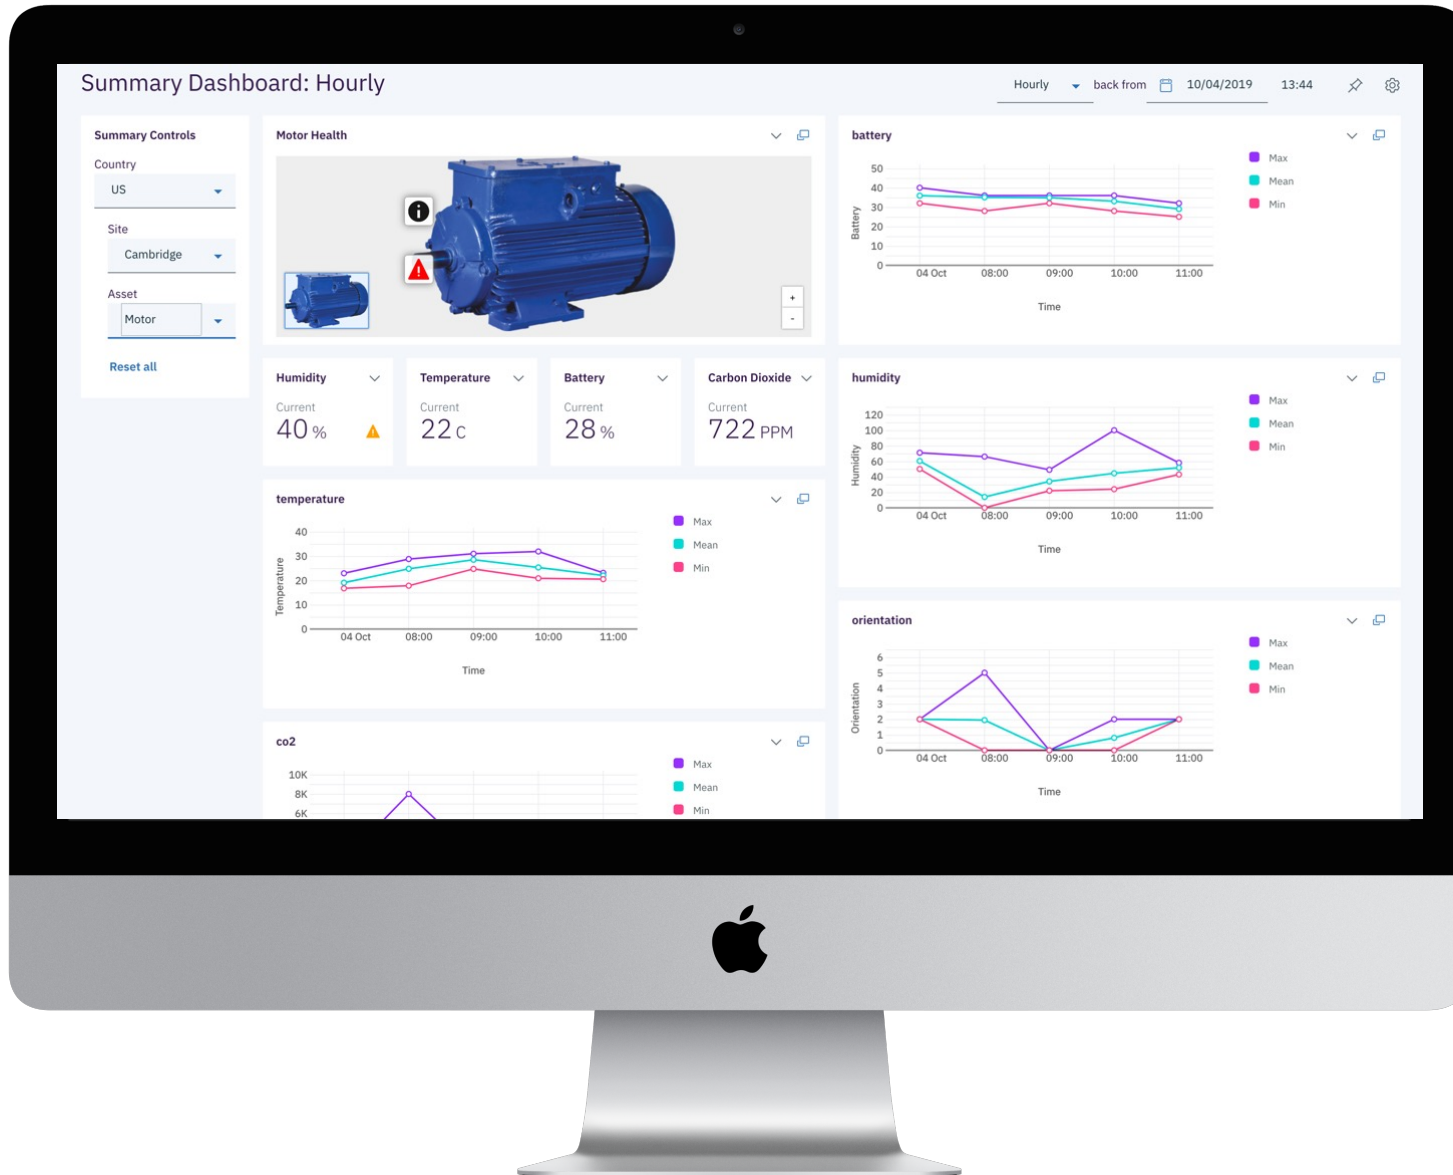 Summary Dashboard: Hourly
Hourly back from 10/04/2019 13:44
Summary Controls
Country
US
Site
Cambridge
Asset
Motor
Reset all
Motor Health
+
-
Humidity
Current
40 %
Temperature
Current
22 C
Battery
Current
28 %
Carbon Dioxide
Current
722 PPM
temperature
Temperature
40
30
20
10
0
04 Oct 08:00 09:00 10:00 11:00
Time
Max
Mean
Min
co2
10K
8K
6K
Max
Mean
Min
battery
Battery
50
40
30
20
10
0
04 Oct 08:00 09:00 10:00 11:00
Time
Max
Mean
Min
humidity
Humidity
120
100
80
60
40
20
0
04 Oct 08:00 09:00 10:00 11:00
Time
Max
Mean
Min
orientation
Orientation
6
5
4
3
2
1
0
04 Oct 08:00 09:00 10:00 11:00
Time
Max
Mean
Min